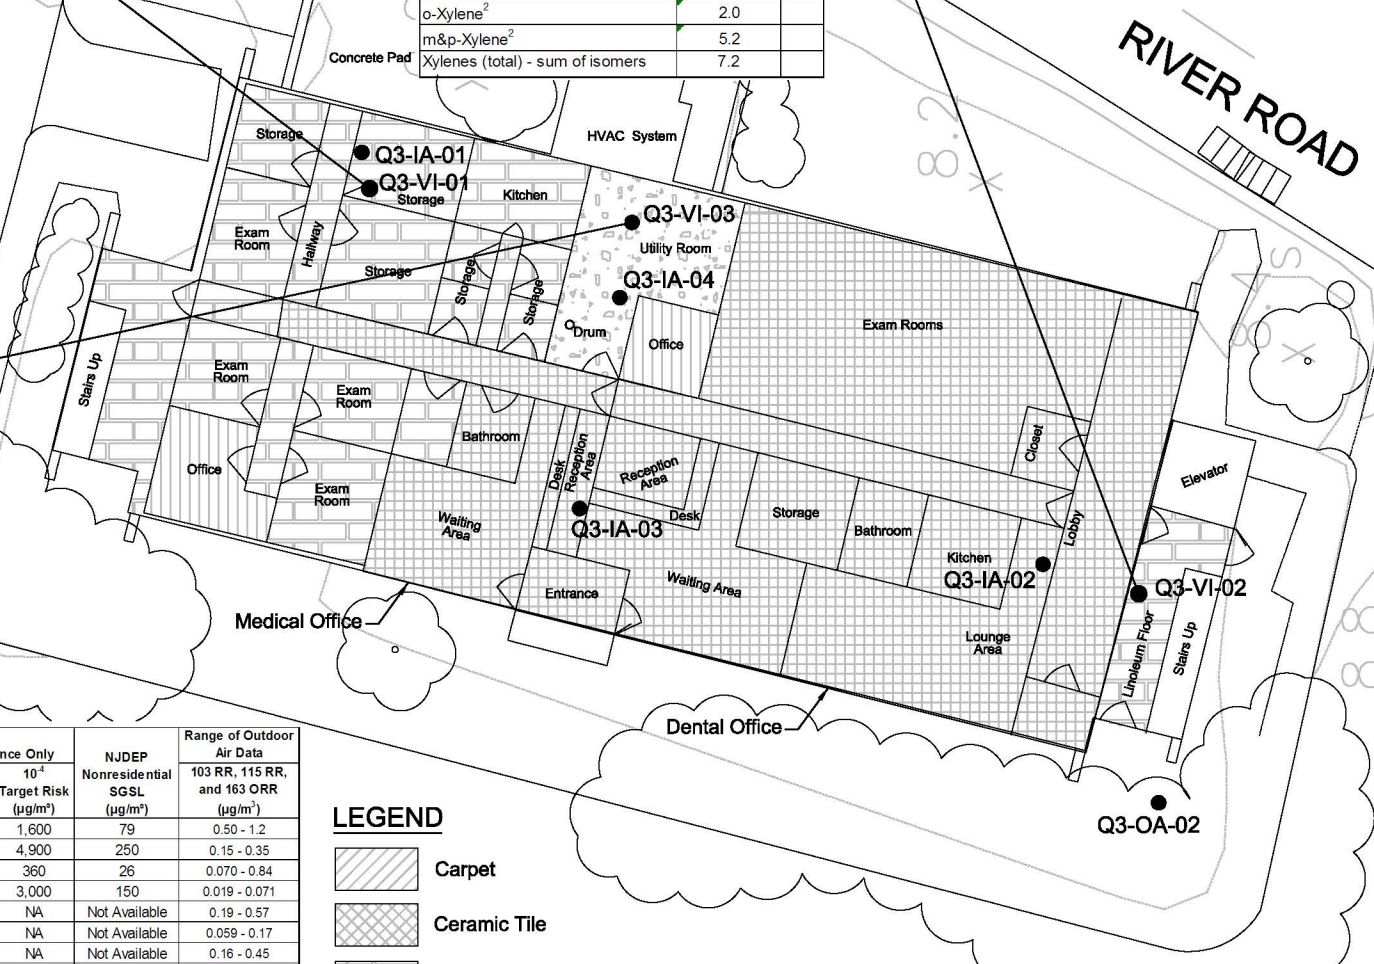 o-Xylene² 2.0
m&p-Xylene² 5.2
Xylenes (total) - sum of isomers 7.2
RIVER ROAD
Concrete Pad
HVAC System
8.2
X
Storage
Q3-IA-01
Q3-VI-01
Storage
Kitchen
Q3-VI-03
Utility Room
Exam
Room
Hallway
Storage
Storage
Storage
Q3-IA-04
Drum
Office
Exam Rooms
Stairs Up
Exam
Room
Exam
Room
Bathroom
Office
Exam
Room
Waiting
Area
Desk
Reception
Area
Reception
Area
Desk
Q3-IA-03
Storage
Bathroom
Kitchen
Q3-IA-02
Closet
Lobby
Elevator
Waiting Area
Entrance
Lounge
Area
Q3-VI-02
Linoleum Floor
Stairs Up
Medical Office
Dental Office
Q3-OA-02
nce Only
10⁻⁴
Target Risk
(µg/m³)
NJDEP
Nonresidential
SGSL
(µg/m³)
Range of Outdoor
Air Data
103 RR, 115 RR,
and 163 ORR
(µg/m³)
1,600 79 0.50 - 1.2
4,900 250 0.15 - 0.35
360 26 0.070 - 0.84
3,000 150 0.019 - 0.071
NA Not Available 0.19 - 0.57
NA Not Available 0.059 - 0.17
NA Not Available 0.16 - 0.45
LEGEND
Carpet
Ceramic Tile